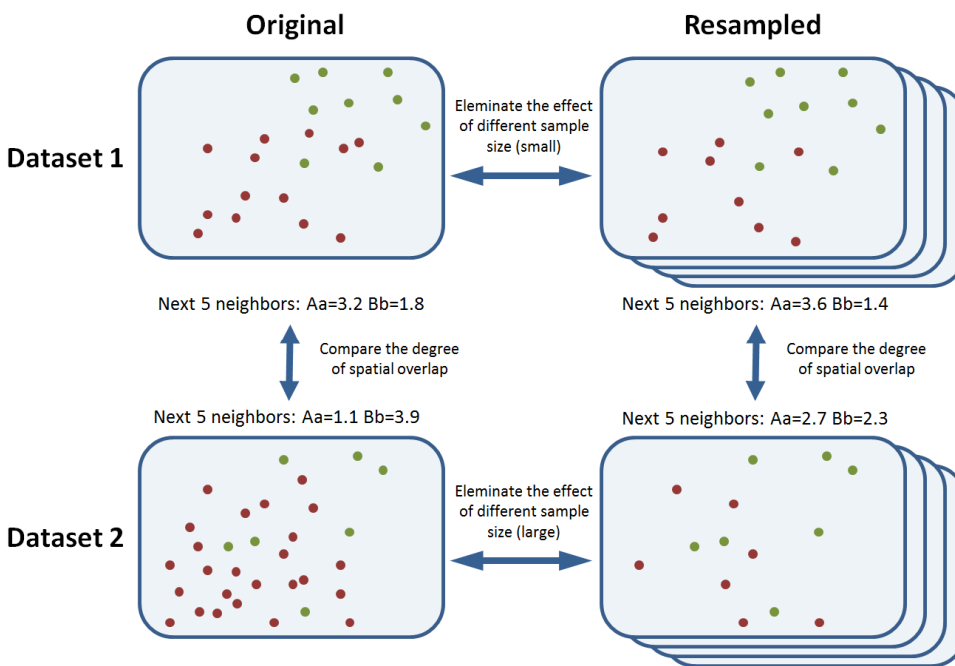 Original
Resampled
Dataset 1
Eleminate the effect
of different sample
size (small)
Next 5 neighbors: Aa=3.2 Bb=1.8
Next 5 neighbors: Aa=3.6 Bb=1.4
Compare the degree
of spatial overlap
Compare the degree
of spatial overlap
Next 5 neighbors: Aa=1.1 Bb=3.9
Next 5 neighbors: Aa=2.7 Bb=2.3
Dataset 2
Eleminate the effect
of different sample
size (large)